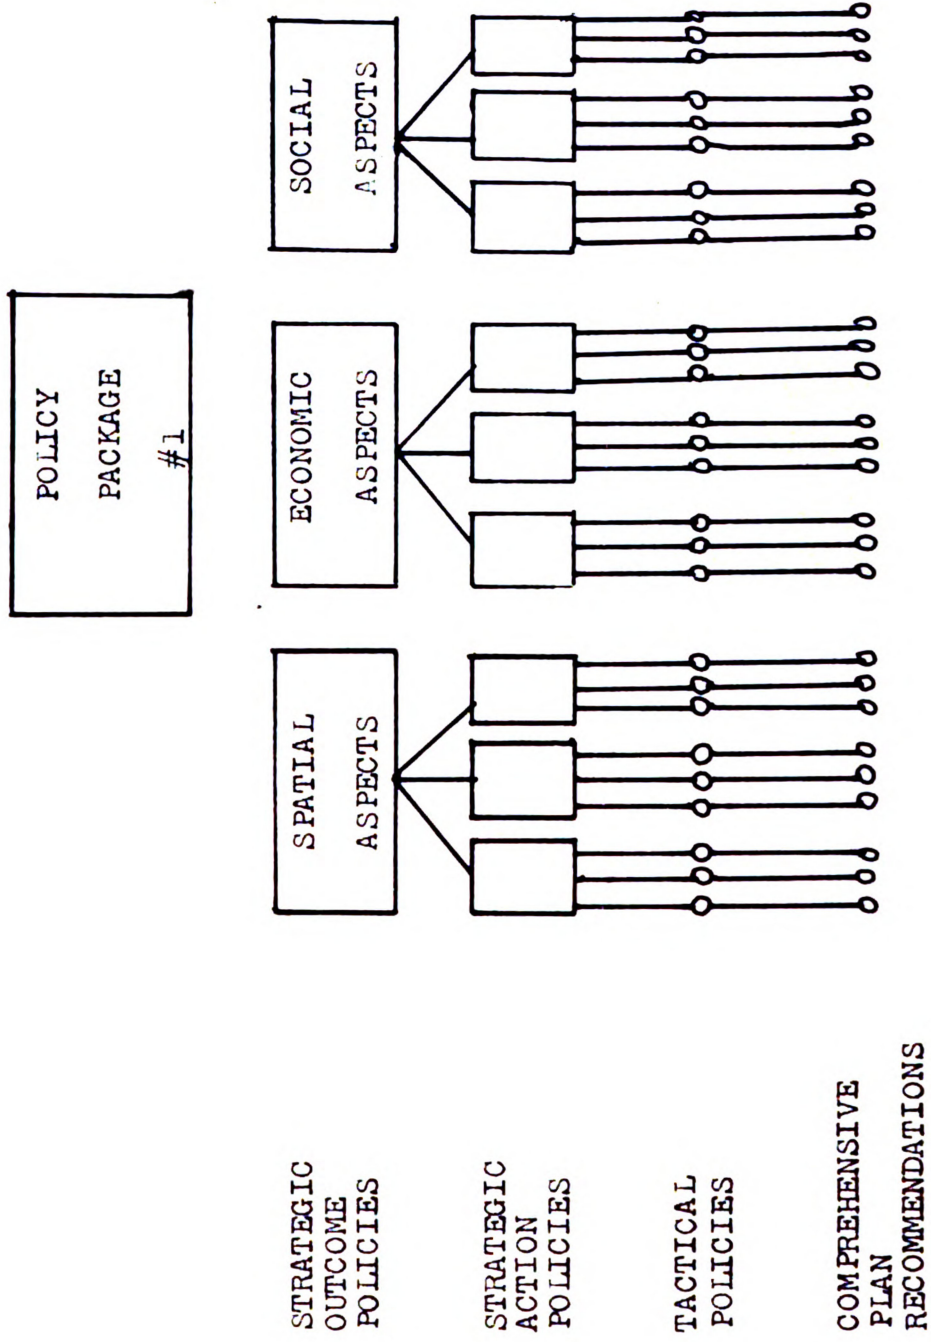 POLICY
PACKAGE
#1
SPATIAL
ASPECTS
ECONOMIC
ASPECTS
SOCIAL
ASPECTS
STRATEGIC
OUTCOME
POLICIES
STRATEGIC
ACTION
POLICIES
TACTICAL
POLICIES
COMPREHENSIVE
PLAN
RECOMMENDATIONS